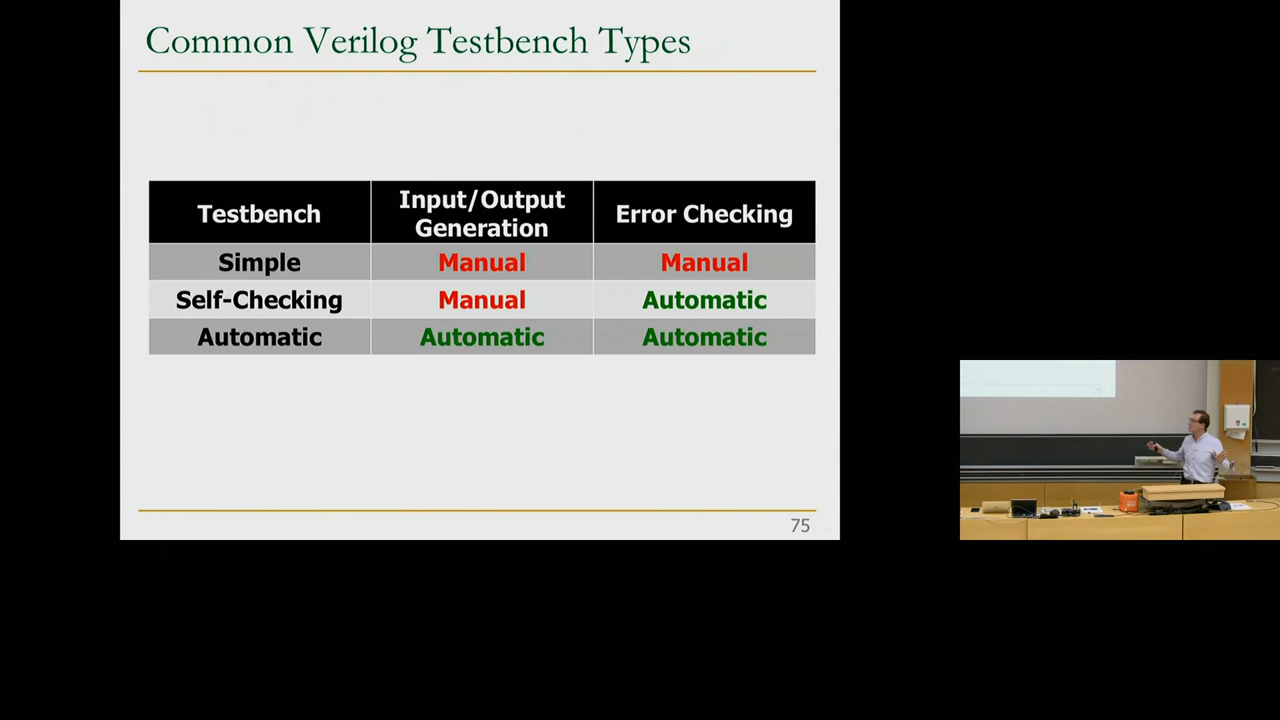 Common Verilog Testbench Types
Testbench
Input/Output
Generation
Error Checking
Simple
Manual
Manual
Self-Checking
Manual
Automatic
Automatic
Automatic
Automatic
75